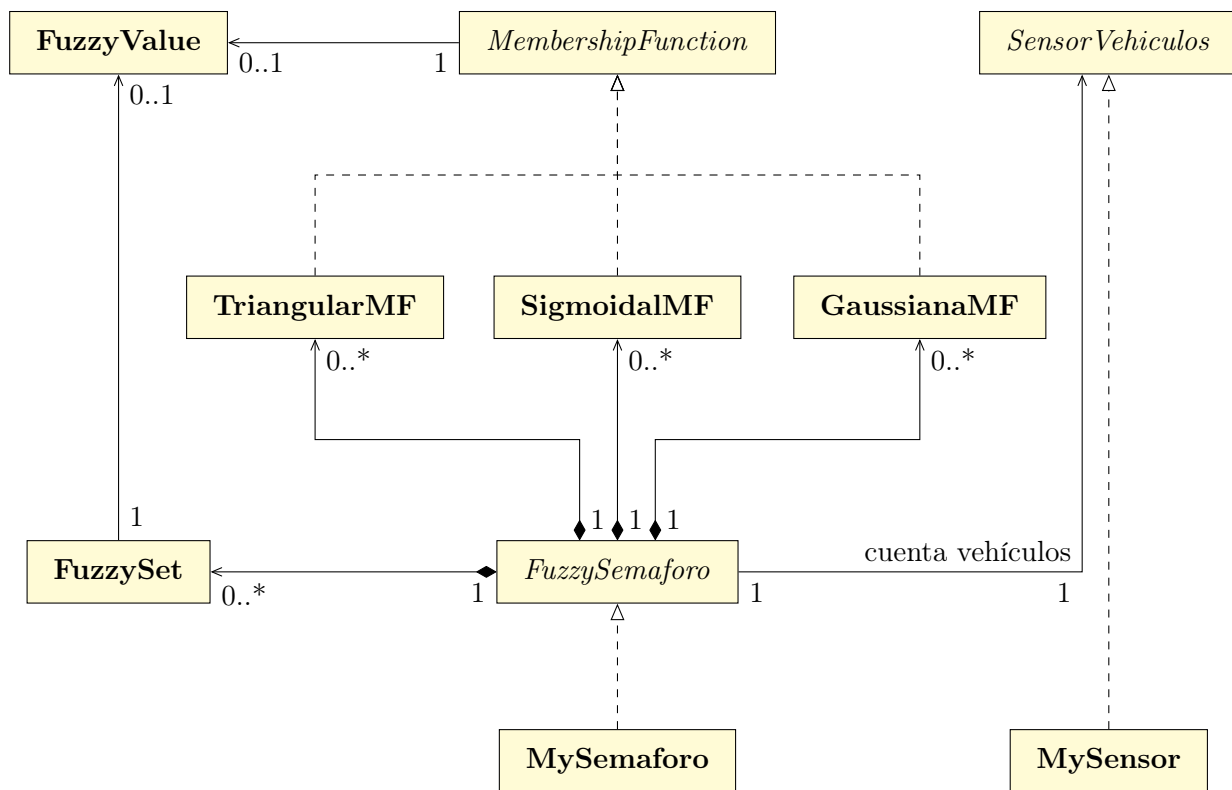 FuzzyValue
MembershipFunction
SensorVehiculos
0..1
1
0..1
TriangularMF
SigmoidalMF
GaussianaMF
0..*
0..*
0..*
1
1
1
1
FuzzySet
FuzzySemaforo
cuenta vehículos
0..*
1
1
1
MySemaforo
MySensor